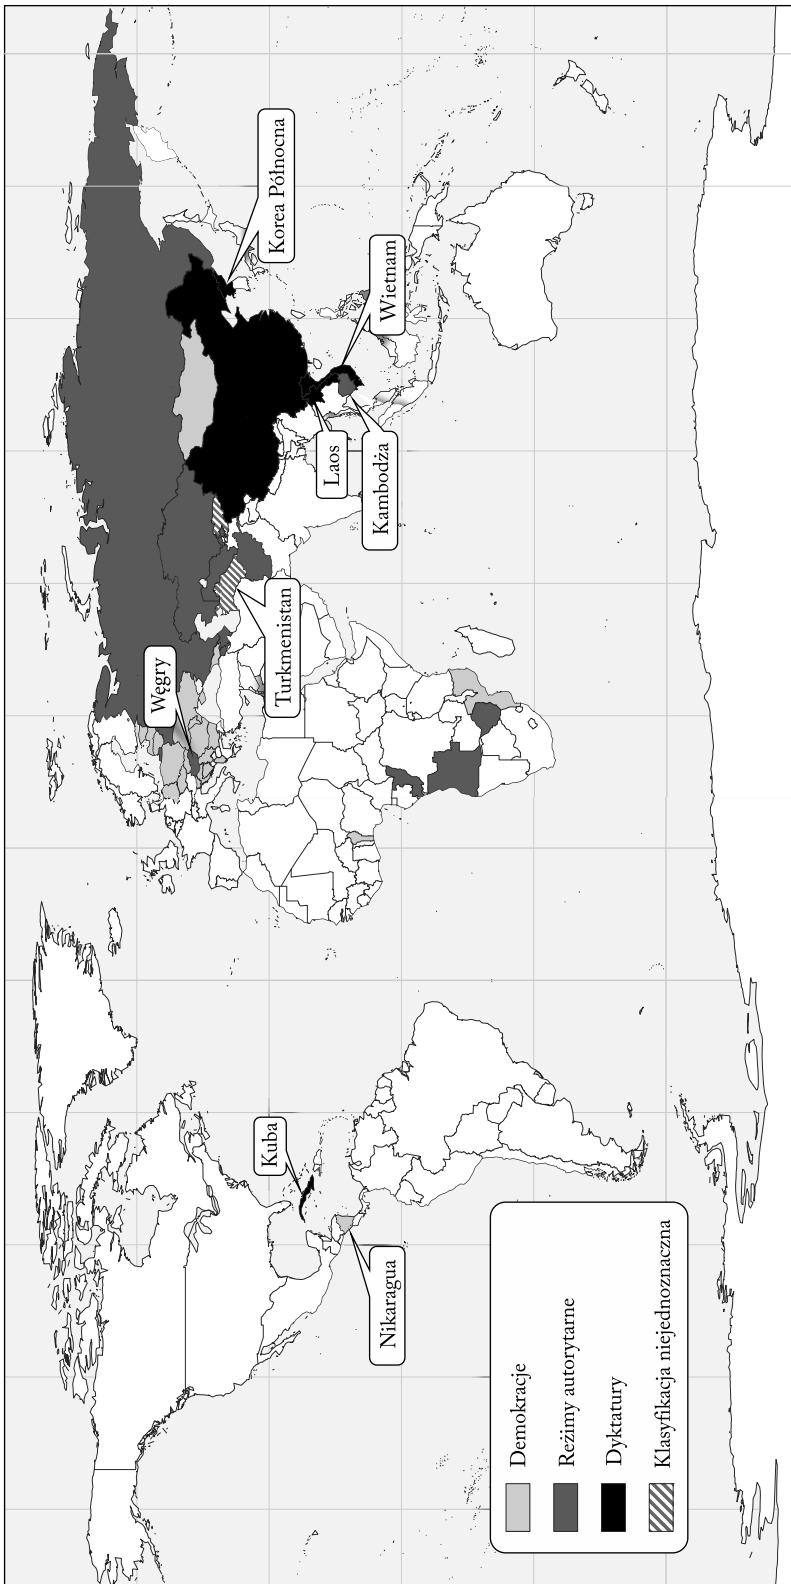 Korea Północna
Wietnam
Laos
Kambodża
Turkmenistan
Węgry
Kuba
Nikaragua
Demokracje
Reżimy autorytarne
Dyktatury
Klasyfikacja niejednoznaczna